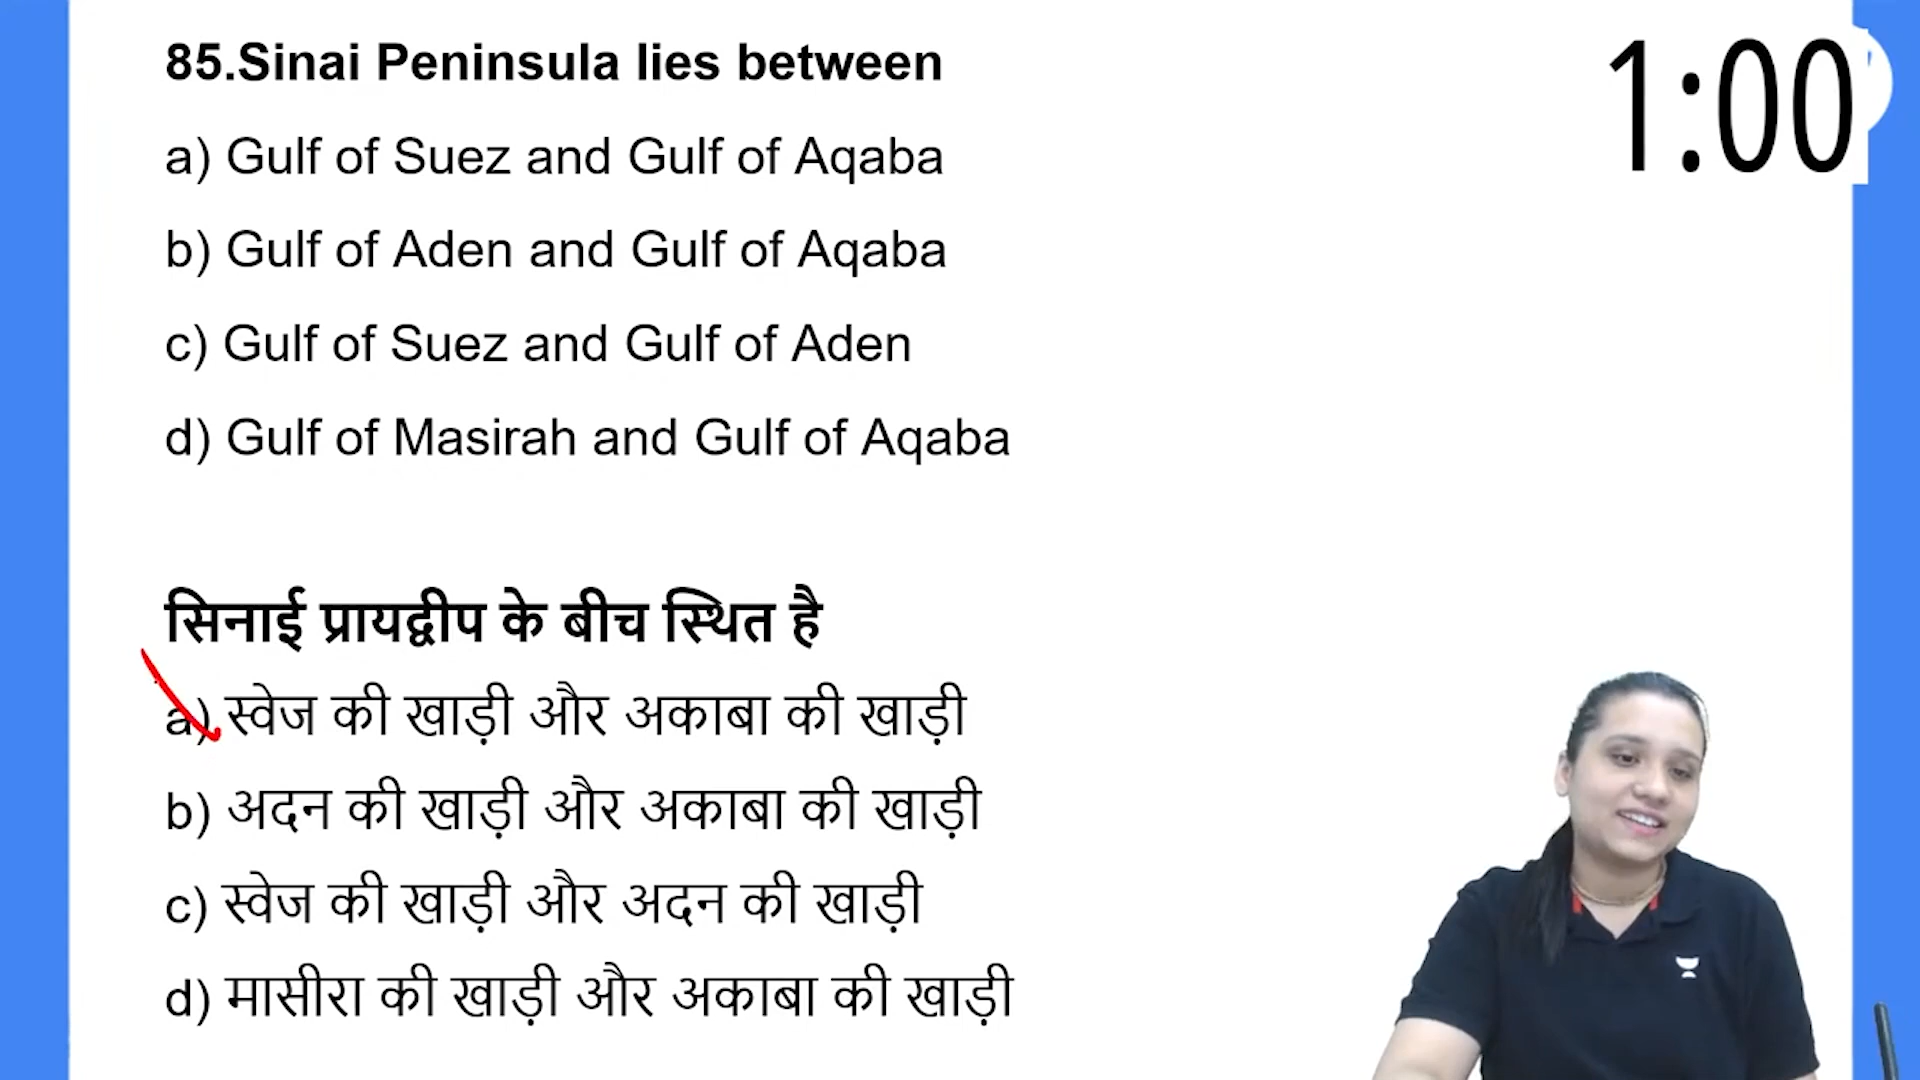 85.Sinai Peninsula lies between
1:00
a) Gulf of Suez and Gulf of Aqaba
b) Gulf of Aden and Gulf of Aqaba
c) Gulf of Suez and Gulf of Aden
d) Gulf of Masirah and Gulf of Aqaba
सिनाई प्रायद्वीप के बीच स्थित है
a) स्वेज की खाड़ी और अकाबा की खाड़ी
b) अदन की खाड़ी और अकाबा की खाड़ी
c) स्वेज की खाड़ी और अदन की खाड़ी
d) मासीरा की खाड़ी और अकाबा की खाड़ी